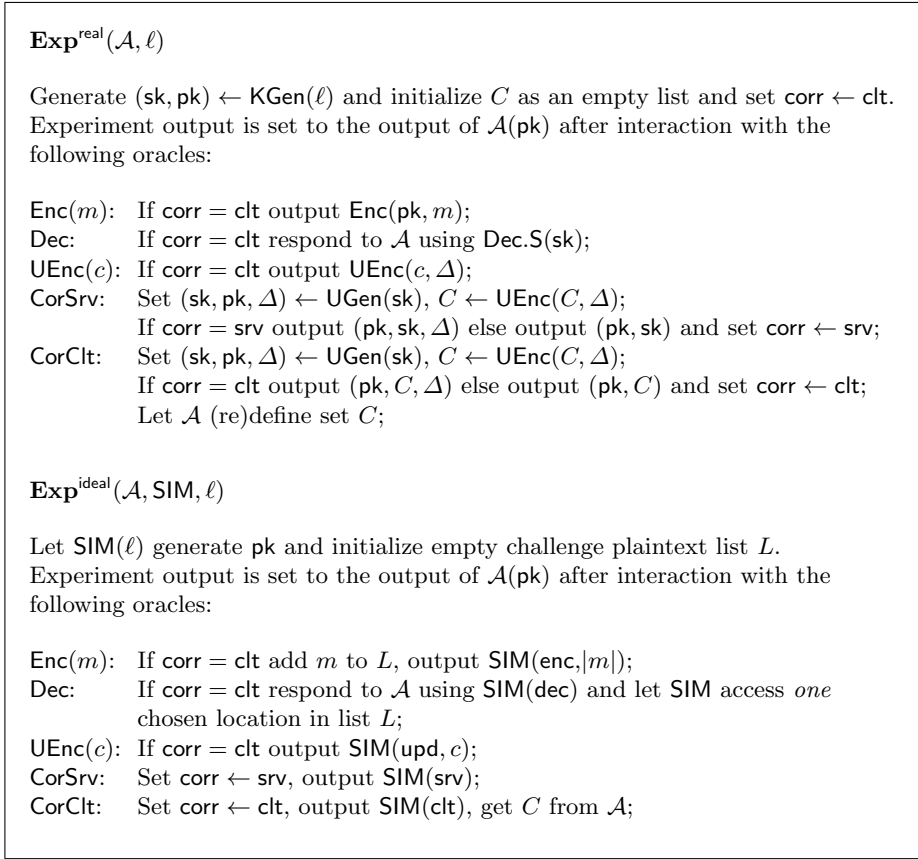 Exp^real(𝒜, ℓ)
Generate (sk, pk) ← KGen(ℓ) and initialize C as an empty list and set corr ← clt.
Experiment output is set to the output of 𝒜(pk) after interaction with the
following oracles:
Enc(m): If corr = clt output Enc(pk, m);
Dec: If corr = clt respond to 𝒜 using Dec.S(sk);
UEnc(c): If corr = clt output UEnc(c, Δ);
CorSrv: Set (sk, pk, Δ) ← UGen(sk), C ← UEnc(C, Δ);
If corr = srv output (pk, sk, Δ) else output (pk, sk) and set corr ← srv;
CorClt: Set (sk, pk, Δ) ← UGen(sk), C ← UEnc(C, Δ);
If corr = clt output (pk, C, Δ) else output (pk, C) and set corr ← clt;
Let 𝒜 (re)define set C;
Exp^ideal(𝒜, SIM, ℓ)
Let SIM(ℓ) generate pk and initialize empty challenge plaintext list L.
Experiment output is set to the output of 𝒜(pk) after interaction with the
following oracles:
Enc(m): If corr = clt add m to L, output SIM(enc,|m|);
Dec: If corr = clt respond to 𝒜 using SIM(dec) and let SIM access one
chosen location in list L;
UEnc(c): If corr = clt output SIM(upd, c);
CorSrv: Set corr ← srv, output SIM(srv);
CorClt: Set corr ← clt, output SIM(clt), get C from 𝒜;